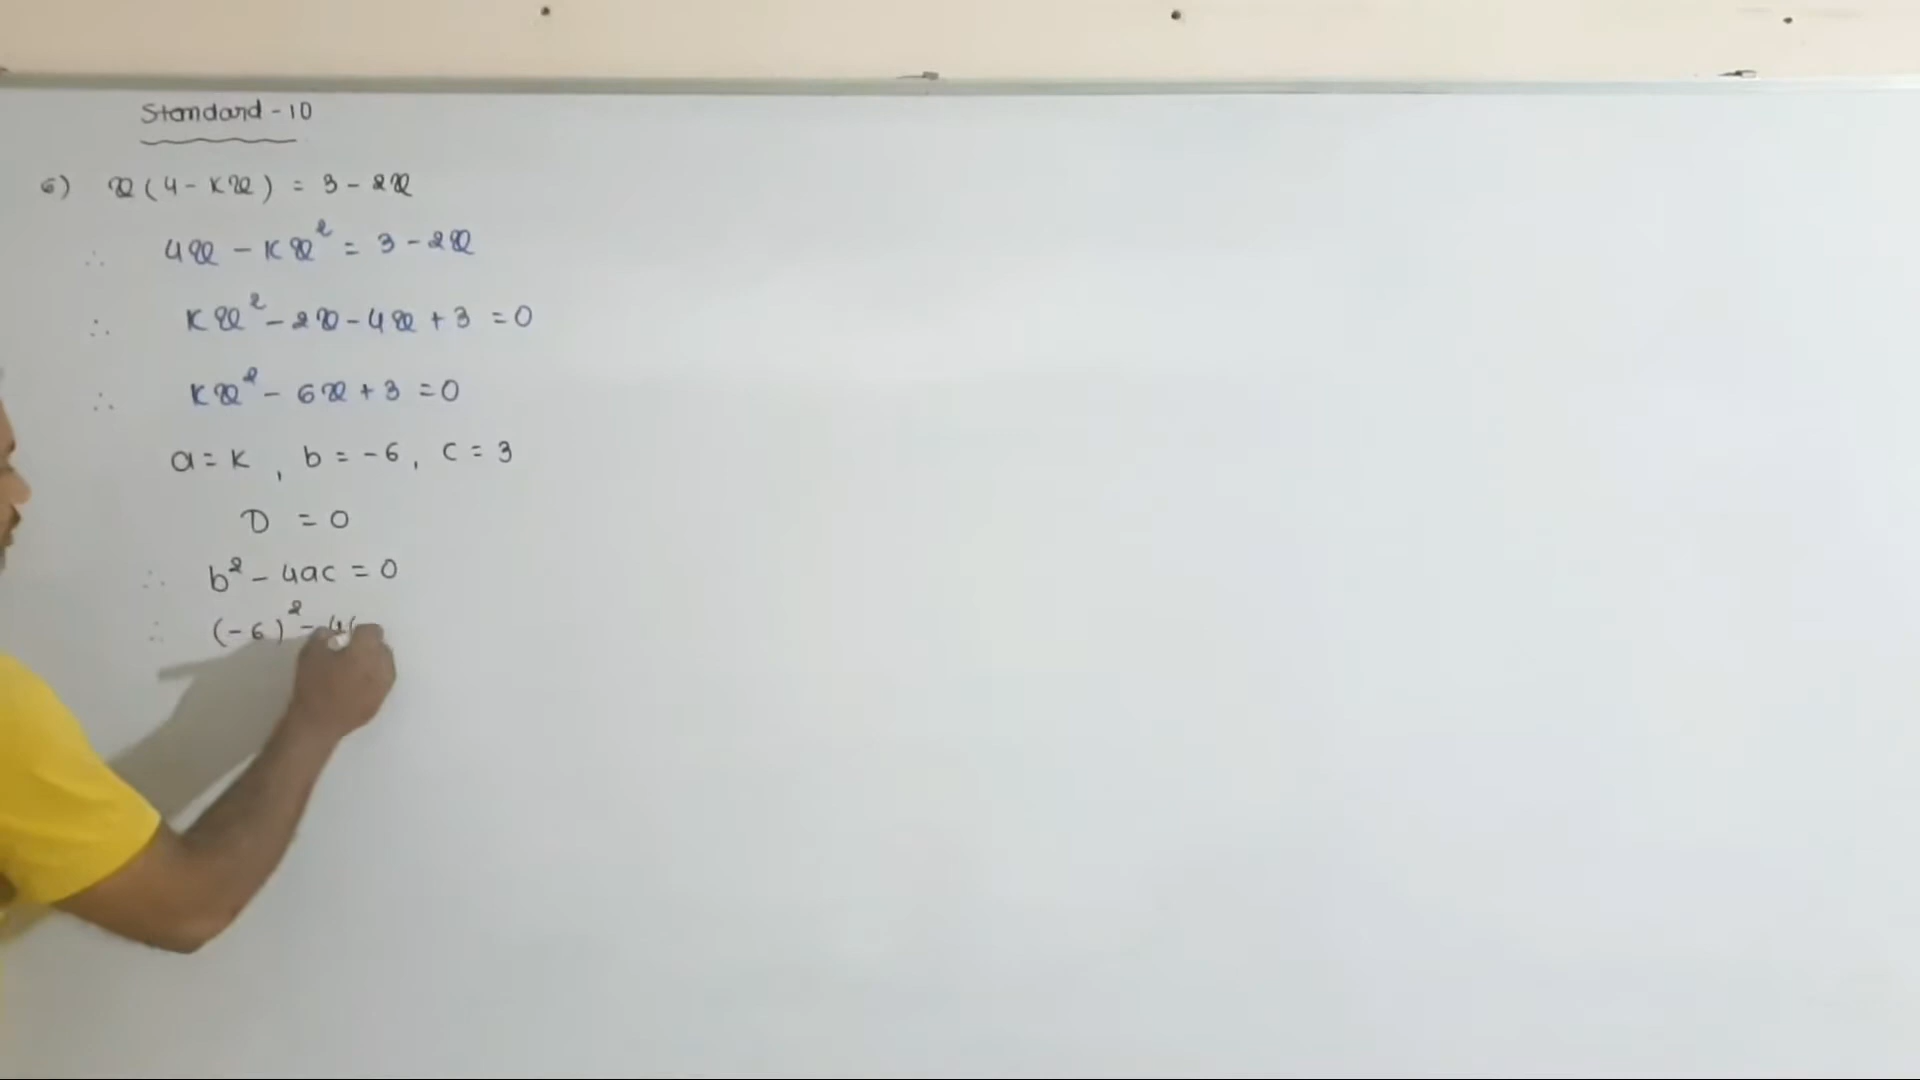 Standard - 10
6) x(4 - Kx) = 3 - 2x
∴ 4x - Kx² = 3 - 2x
∴ Kx² - 2x - 4x + 3 = 0
∴ Kx² - 6x + 3 = 0
a = K , b = -6 , c = 3
D = 0
∴ b² - 4ac = 0
∴ (-6)² - 4(